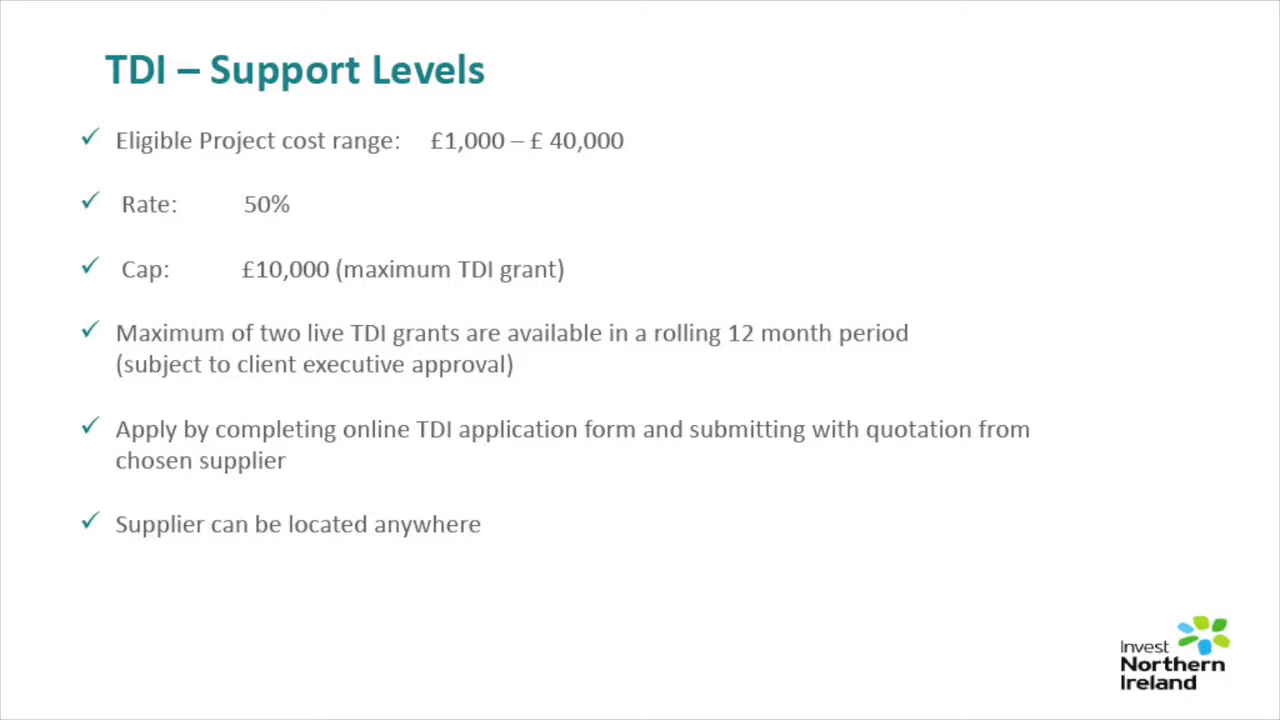 TDI – Support Levels
✓ Eligible Project cost range: £1,000 – £ 40,000
✓ Rate: 50%
✓ Cap: £10,000 (maximum TDI grant)
✓ Maximum of two live TDI grants are available in a rolling 12 month period
(subject to client executive approval)
✓ Apply by completing online TDI application form and submitting with quotation from
chosen supplier
✓ Supplier can be located anywhere
Invest
Northern
Ireland